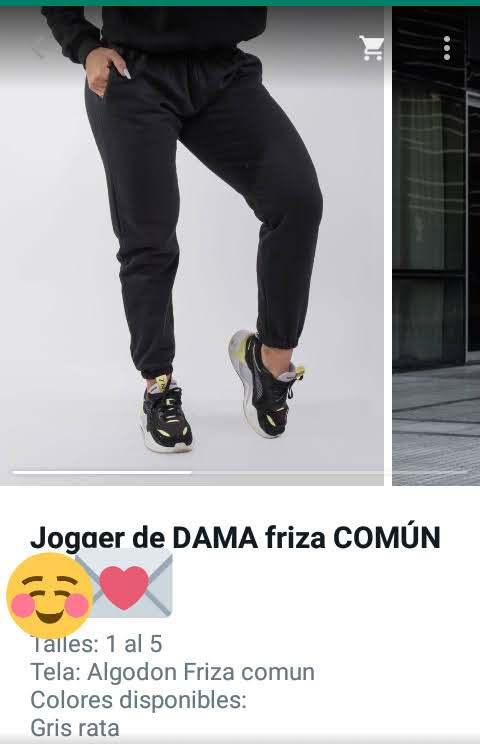 Jogger de DAMA friza COMÚN
Talles: 1 al 5
Tela: Algodon Friza comun
Colores disponibles:
Gris rata